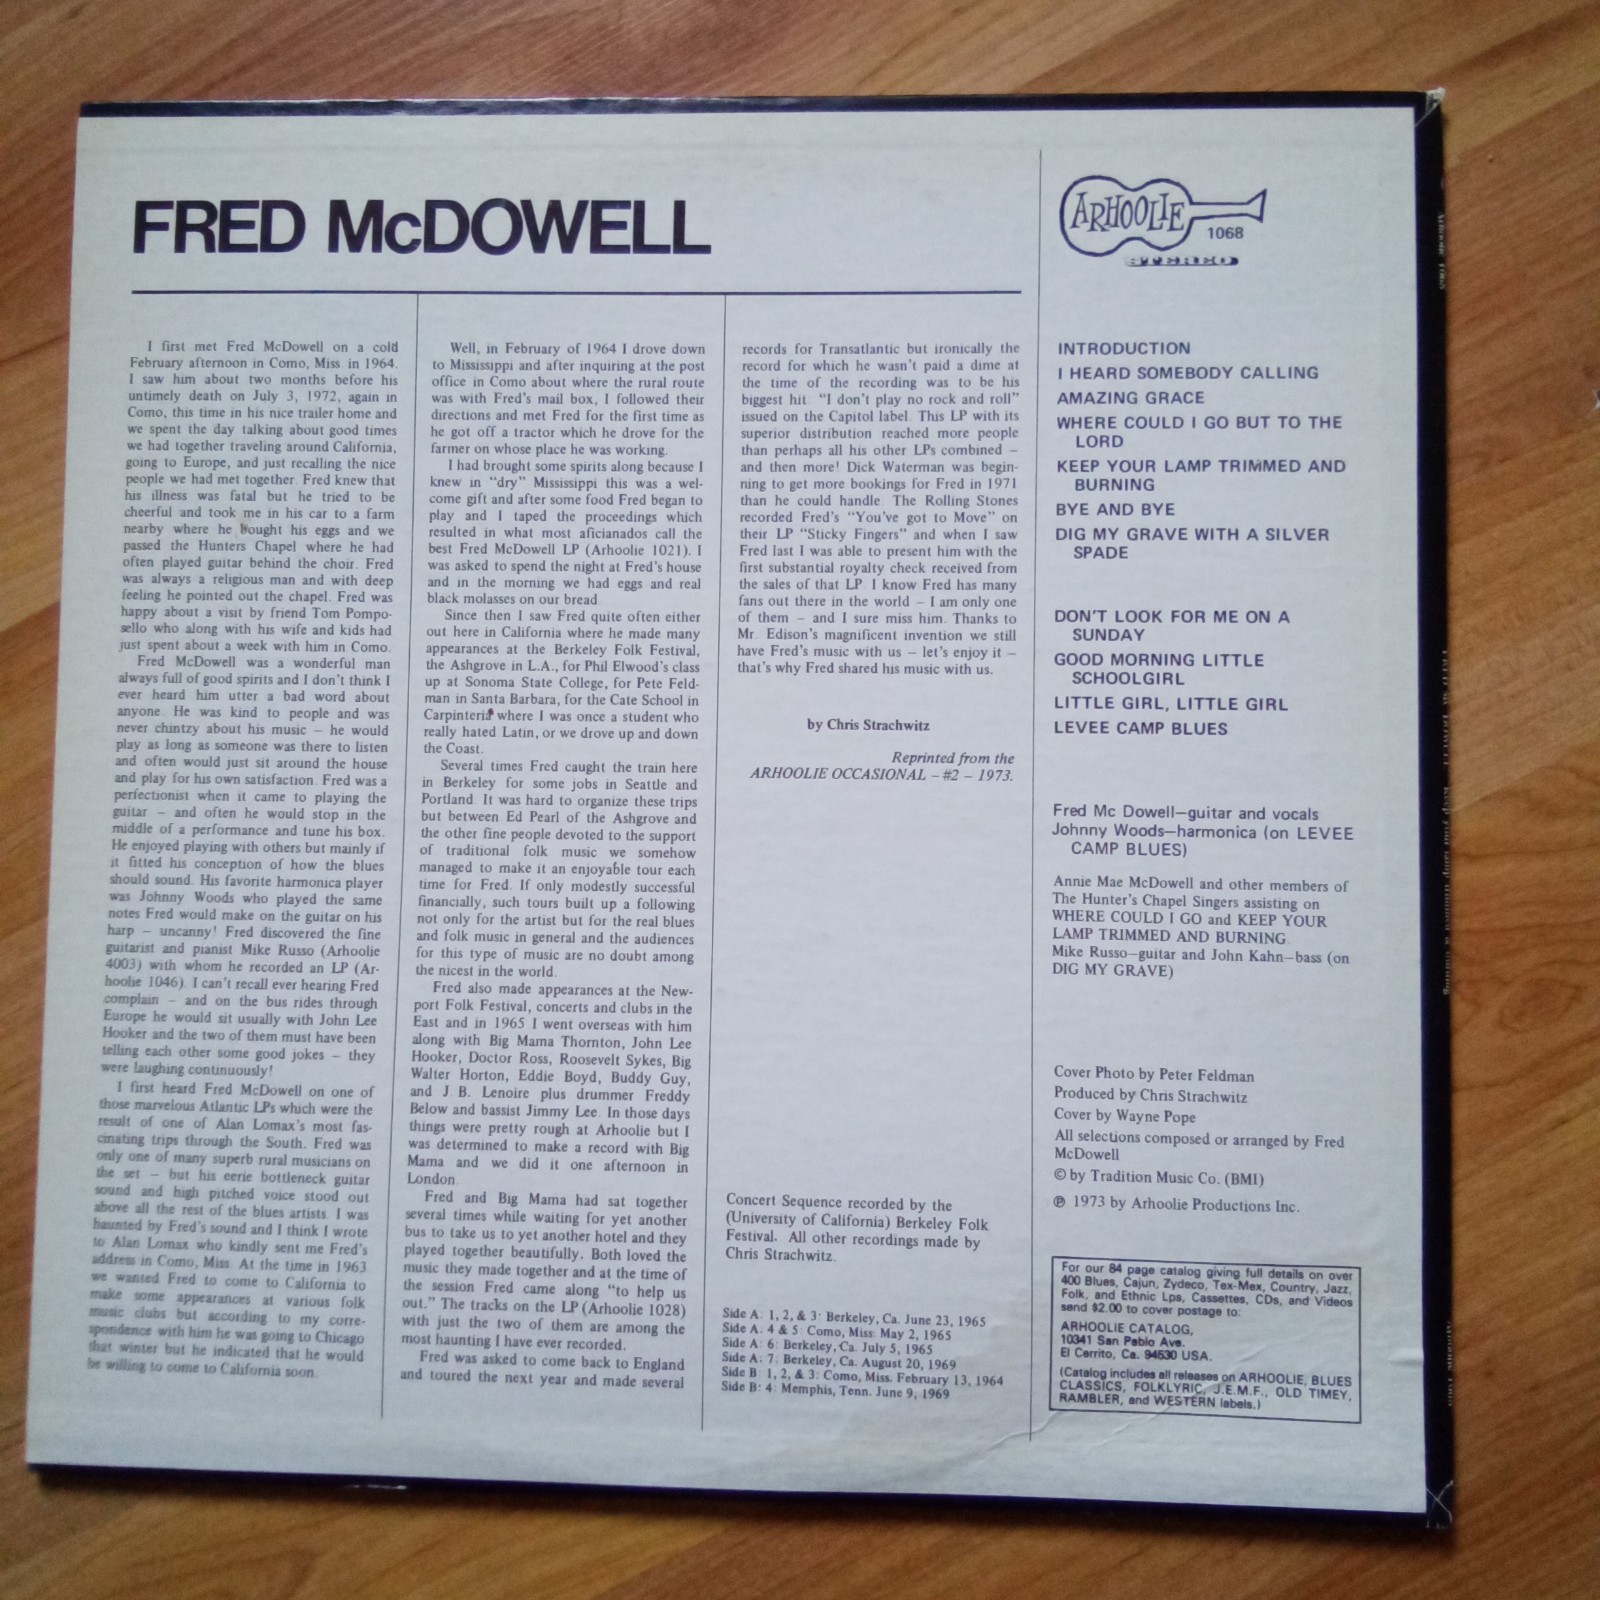 FRED McDOWELL
I first met Fred McDowell on a cold
February afternoon in Como, Miss. in 1964.
I saw him about two months before his
untimely death on July 3, 1972, again in
Como, this time in his nice trailer home and
we spent the day talking about good times
we had together traveling around California,
going to Europe, and just recalling the nice
people we had met together. Fred knew that
his illness was fatal but he tried to be
cheerful and took me in his car to a farm
nearby where he bought his eggs and we
passed the Hunters Chapel where he had
often played guitar behind the choir. Fred
was always a religious man and with deep
feeling he pointed out the chapel. Fred was
happy about a visit by friend Tom Pompo-
sello who along with his wife and kids had
just spent about a week with him in Como.
Fred McDowell was a wonderful man
always full of good spirits and I don't think I
ever heard him utter a bad word about
anyone. He was kind to people and was
never chintzy about his music – he would
play as long as someone was there to listen
and often would just sit around the house
and play for his own satisfaction. Fred was a
perfectionist when it came to playing the
guitar – and often he would stop in the
middle of a performance and tune his box.
He enjoyed playing with others but mainly if
it fitted his conception of how the blues
should sound. His favorite harmonica player
was Johnny Woods who played the same
notes Fred would make on the guitar on his
harp – uncanny! Fred discovered the fine
guitarist and pianist Mike Russo (Arhoolie
4003) with whom he recorded an LP (Ar-
hoolie 1046). I can't recall ever hearing Fred
complain – and on the bus rides through
Europe he would sit usually with John Lee
Hooker and the two of them must have been
telling each other some good jokes – they
were laughing continuously!
I first heard Fred McDowell on one of
those marvelous Atlantic LPs which were the
result of one of Alan Lomax's most fas-
cinating trips through the South. Fred was
only one of many superb rural musicians on
the set – but his eerie bottleneck guitar
sound and high pitched voice stood out
above all the rest of the blues artists. I was
haunted by Fred's sound and I think I wrote
to Alan Lomax who kindly sent me Fred's
address in Como, Miss. At the time in 1963
we wanted Fred to come to California to
make some appearances at various folk
music clubs but according to my corre-
spondence with him he was going to Chicago
that winter but he indicated that he would
be willing to come to California soon.
Well, in February of 1964 I drove down
to Mississippi and after inquiring at the post
office in Como about where the rural route
was with Fred's mail box, I followed their
directions and met Fred for the first time as
he got off a tractor which he drove for the
farmer on whose place he was working.
I had brought some spirits along because I
knew in "dry" Mississippi this was a wel-
come gift and after some food Fred began to
play and I taped the proceedings which
resulted in what most aficianados call the
best Fred McDowell LP (Arhoolie 1021). I
was asked to spend the night at Fred's house
and in the morning we had eggs and real
black molasses on our bread.
Since then I saw Fred quite often either
out here in California where he made many
appearances at the Berkeley Folk Festival,
the Ashgrove in L.A., for Phil Elwood's class
up at Sonoma State College, for Pete Feld-
man in Santa Barbara, for the Cate School in
Carpinteria where I was once a student who
really hated Latin, or we drove up and down
the Coast.
Several times Fred caught the train here
in Berkeley for some jobs in Seattle and
Portland. It was hard to organize these trips
but between Ed Pearl of the Ashgrove and
the other fine people devoted to the support
of traditional folk music we somehow
managed to make it an enjoyable tour each
time for Fred. If only modestly successful
financially, such tours built up a following
not only for the artist but for the real blues
and folk music in general and the audiences
for this type of music are no doubt among
the nicest in the world.
Fred also made appearances at the New-
port Folk Festival, concerts and clubs in the
East and in 1965 I went overseas with him
along with Big Mama Thornton, John Lee
Hooker, Doctor Ross, Roosevelt Sykes, Big
Walter Horton, Eddie Boyd, Buddy Guy,
and J. B. Lenoire plus drummer Freddy
Below and bassist Jimmy Lee. In those days
things were pretty rough at Arhoolie but I
was determined to make a record with Big
Mama and we did it one afternoon in
London.
Fred and Big Mama had sat together
several times while waiting for yet another
bus to take us to yet another hotel and they
played together beautifully. Both loved the
music they made together and at the time of
the session Fred came along "to help us
out." The tracks on the LP (Arhoolie 1028)
with just the two of them are among the
most haunting I have ever recorded.
Fred was asked to come back to England
and toured the next year and made several
records for Transatlantic but ironically the
record for which he wasn't paid a dime at
the time of the recording was to be his
biggest hit: "I don't play no rock and roll"
issued on the Capitol label. This LP with its
superior distribution reached more people
than perhaps all his other LPs combined –
and then more! Dick Waterman was begin-
ning to get more bookings for Fred in 1971
than he could handle. The Rolling Stones
recorded Fred's "You've got to Move" on
their LP "Sticky Fingers" and when I saw
Fred last I was able to present him with the
first substantial royalty check received from
the sales of that LP. I know Fred has many
fans out there in the world – I am only one
of them – and I sure miss him. Thanks to
Mr. Edison's magnificent invention we still
have Fred's music with us – let's enjoy it –
that's why Fred shared his music with us.
by Chris Strachwitz
Reprinted from the
ARHOOLIE OCCASIONAL – #2 – 1973.
Concert Sequence recorded by the
(University of California) Berkeley Folk
Festival. All other recordings made by
Chris Strachwitz.
Side A: 1, 2, & 3: Berkeley, Ca. June 23, 1965
Side A: 4 & 5: Como, Miss: May 2, 1965
Side A: 6: Berkeley, Ca. July 5, 1965
Side A: 7: Berkeley, Ca. August 20, 1969
Side B: 1, 2, & 3: Como, Miss. February 13, 1964
Side B: 4: Memphis, Tenn. June 9, 1969
ARHOOLIE
1068
STEREO
INTRODUCTION
I HEARD SOMEBODY CALLING
AMAZING GRACE
WHERE COULD I GO BUT TO THE
LORD
KEEP YOUR LAMP TRIMMED AND
BURNING
BYE AND BYE
DIG MY GRAVE WITH A SILVER
SPADE
DON'T LOOK FOR ME ON A
SUNDAY
GOOD MORNING LITTLE
SCHOOLGIRL
LITTLE GIRL, LITTLE GIRL
LEVEE CAMP BLUES
Fred Mc Dowell—guitar and vocals
Johnny Woods—harmonica (on LEVEE
CAMP BLUES)
Annie Mae McDowell and other members of
The Hunter's Chapel Singers assisting on
WHERE COULD I GO and KEEP YOUR
LAMP TRIMMED AND BURNING.
Mike Russo—guitar and John Kahn—bass (on
DIG MY GRAVE)
Cover Photo by Peter Feldman
Produced by Chris Strachwitz
Cover by Wayne Pope
All selections composed or arranged by Fred
McDowell
© by Tradition Music Co. (BMI)
℗ 1973 by Arhoolie Productions Inc.
For our 84 page catalog giving full details on over
400 Blues, Cajun, Zydeco, Tex-Mex, Country, Jazz,
Folk, and Ethnic Lps, Cassettes, CDs, and Videos
send $2.00 to cover postage to:
ARHOOLIE CATALOG,
10341 San Pablo Ave.
El Cerrito, Ca. 94530 USA.
(Catalog includes all releases on ARHOOLIE, BLUES
CLASSICS, FOLKLYRIC, J.E.M.F., OLD TIMEY,
RAMBLER, and WESTERN labels.)